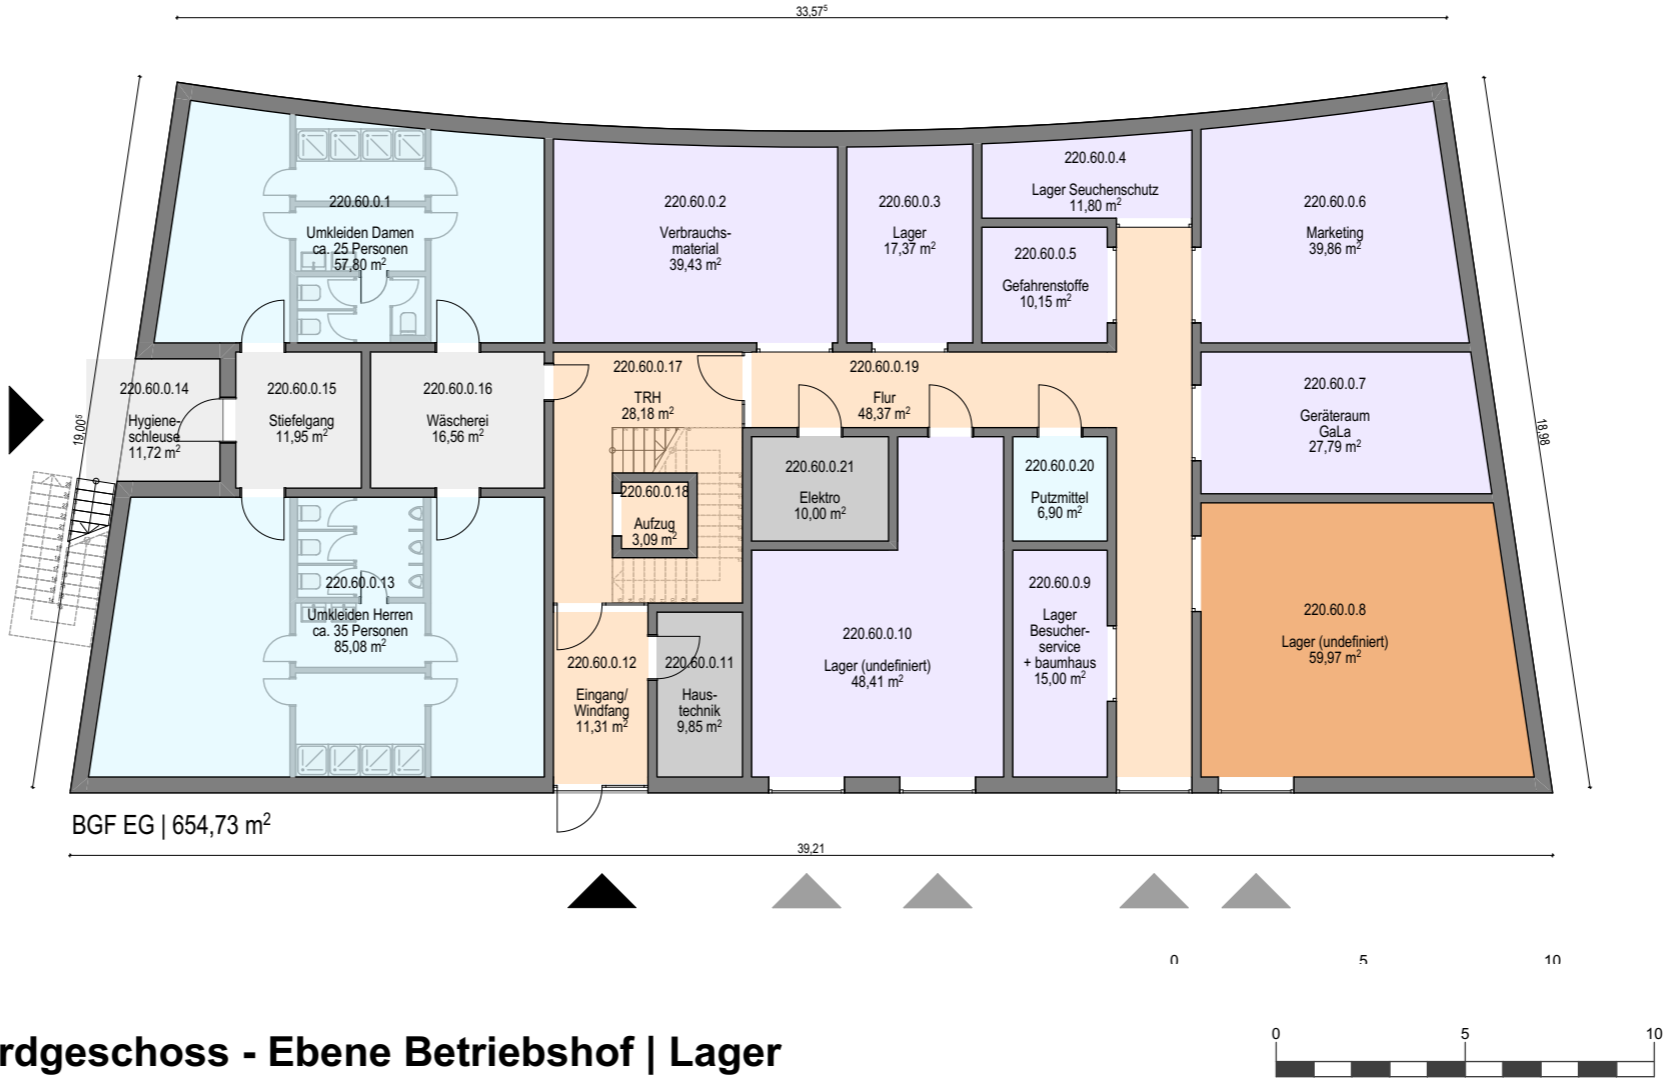 33,57⁵
220.60.0.1
Umkleiden Damen
ca. 25 Personen
57,80 m²
220.60.0.2
Verbrauchs-
material
39,43 m²
220.60.0.3
Lager
17,37 m²
220.60.0.4
Lager Seuchenschutz
11,80 m²
220.60.0.5
Gefahrenstoffe
10,15 m²
220.60.0.6
Marketing
39,86 m²
220.60.0.14
Hygiene-
schleuse
11,72 m²
220.60.0.15
Stiefelgang
11,95 m²
220.60.0.16
Wäscherei
16,56 m²
220.60.0.17
TRH
28,18 m²
220.60.0.19
Flur
48,37 m²
220.60.0.7
Geräteraum
GaLa
27,79 m²
19,00⁵
18,98
220.60.0.18
Aufzug
3,09 m²
220.60.0.21
Elektro
10,00 m²
220.60.0.20
Putzmittel
6,90 m²
220.60.0.13
Umkleiden Herren
ca. 35 Personen
85,08 m²
220.60.0.12
Eingang/
Windfang
11,31 m²
220.60.0.11
Haus-
technik
9,85 m²
220.60.0.10
Lager (undefiniert)
48,41 m²
220.60.0.9
Lager
Besucher-
service
+ baumhaus
15,00 m²
220.60.0.8
Lager (undefiniert)
59,97 m²
BGF EG | 654,73 m²
39,21
0 5 10
rdgeschoss - Ebene Betriebshof | Lager
0 5 10